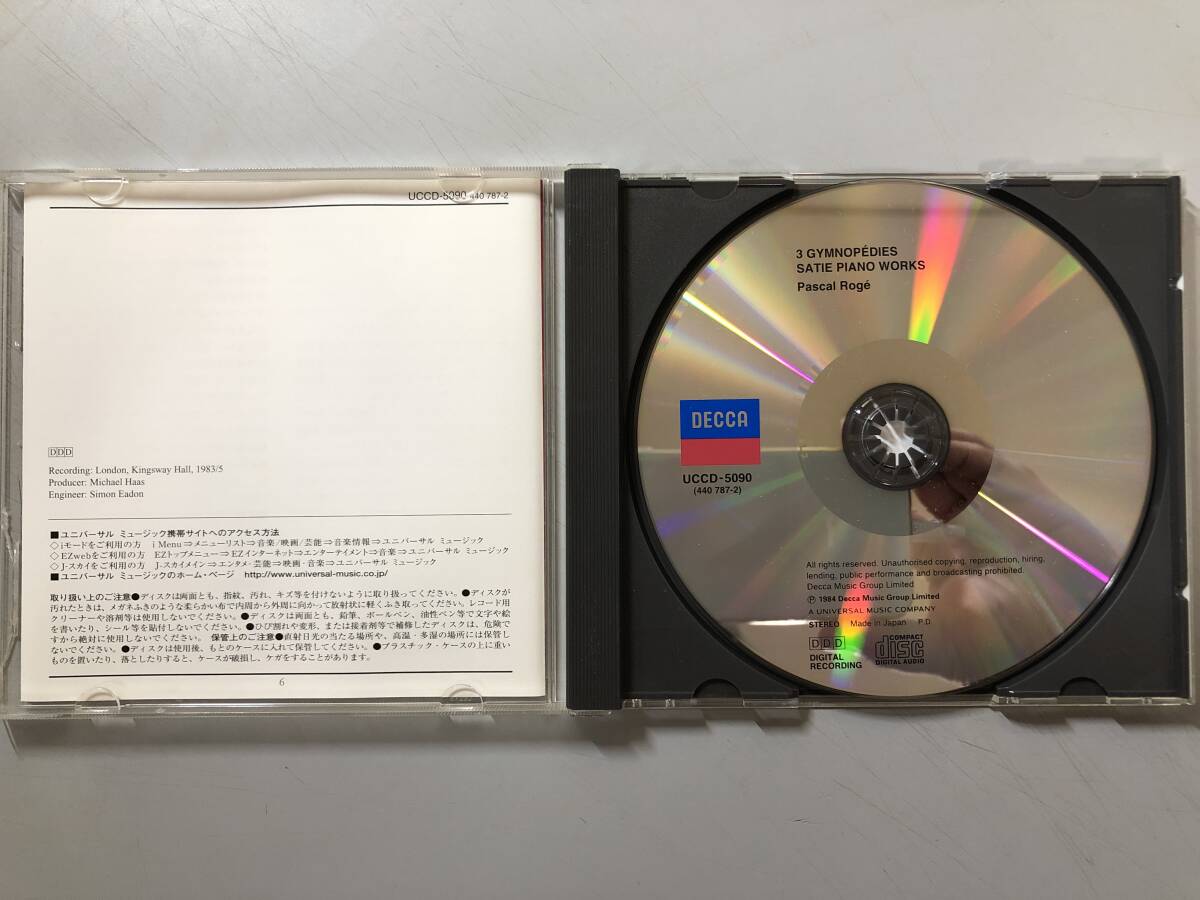 UCCD-5090 440 787-2
DDD
Recording: London, Kingsway Hall, 1983/5
Producer: Michael Haas
Engineer: Simon Eadon
■ユニバーサル ミュージック携帯サイトへのアクセス方法
◇iモードをご利用の方 i Menu⇒メニューリスト⇒音楽/映画/芸能⇒音楽情報⇒ユニバーサル ミュージック
◇EZwebをご利用の方 EZトップメニュー⇒EZインターネット⇒エンターテイメント⇒音楽⇒ユニバーサル ミュージック
◇J-スカイをご利用の方 J-スカイメイン⇒エンタメ・芸能⇒映画・音楽⇒ユニバーサル ミュージック
■ユニバーサル ミュージックのホーム・ページ http://www.universal-music.co.jp/
取り扱い上のご注意●ディスクは両面とも、指紋、汚れ、キズ等を付けないように取り扱ってください。●ディスクが
汚れたときは、メガネふきのような柔らかい布で内周から外周に向かって放射状に軽くふき取ってください。レコード用
クリーナーや溶剤等は使用しないでください。●ディスクは両面とも、鉛筆、ボールペン、油性ペン等で文字や絵
を書いたり、シール等を貼付しないでください。●ひび割れや変形、または接着剤等で補修したディスクは、危険で
すから絶対に使用しないでください。 保管上のご注意●直射日光の当たる場所や、高温・多湿の場所には保管し
ないでください。●ディスクは使用後、もとのケースに入れて保管してください。●プラスチック・ケースの上に重い
ものを置いたり、落としたりすると、ケースが破損し、ケガをすることがあります。
6
3 GYMNOPÉDIES
SATIE PIANO WORKS
Pascal Rogé
DECCA
UCCD-5090
(440 787-2)
All rights reserved. Unauthorised copying, reproduction, hiring,
lending, public performance and broadcasting prohibited.
Decca Music Group Limited
℗ 1984 Decca Music Group Limited
A UNIVERSAL MUSIC COMPANY
STEREO Made in Japan P.D
DDD
DIGITAL
RECORDING
COMPACT
disc
DIGITAL AUDIO